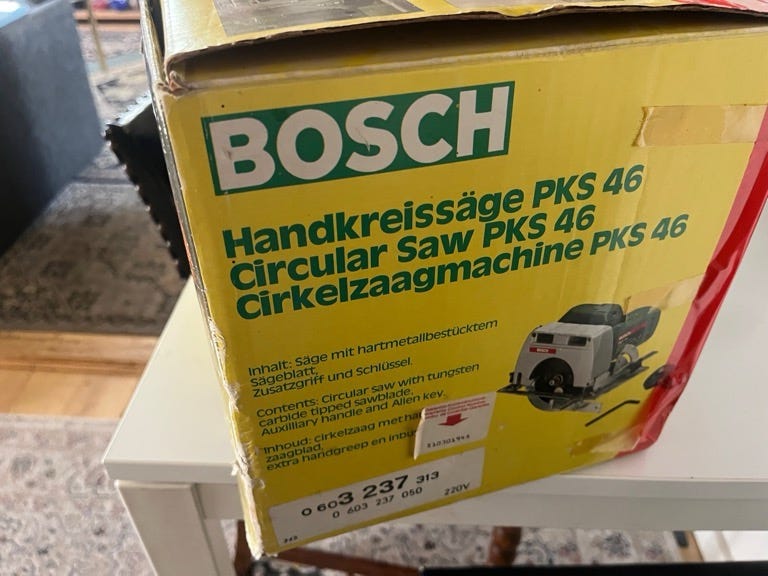 BOSCH
Handkreissäge PKS 46
Circular Saw PKS 46
Cirkelzaagmachine PKS 46
Inhalt: Säge mit hartmetallbestücktem
Sägeblatt,
Zusatzgriff und Schlüssel.
Contents: Circular saw with tungsten
carbide tipped sawblade,
Auxilliary handle and Allen key.
Inhoud: cirkelzaag met
zaagblad.
extra handgreep en
BOSCH
0 603 237 313
0 603 237 050 220V